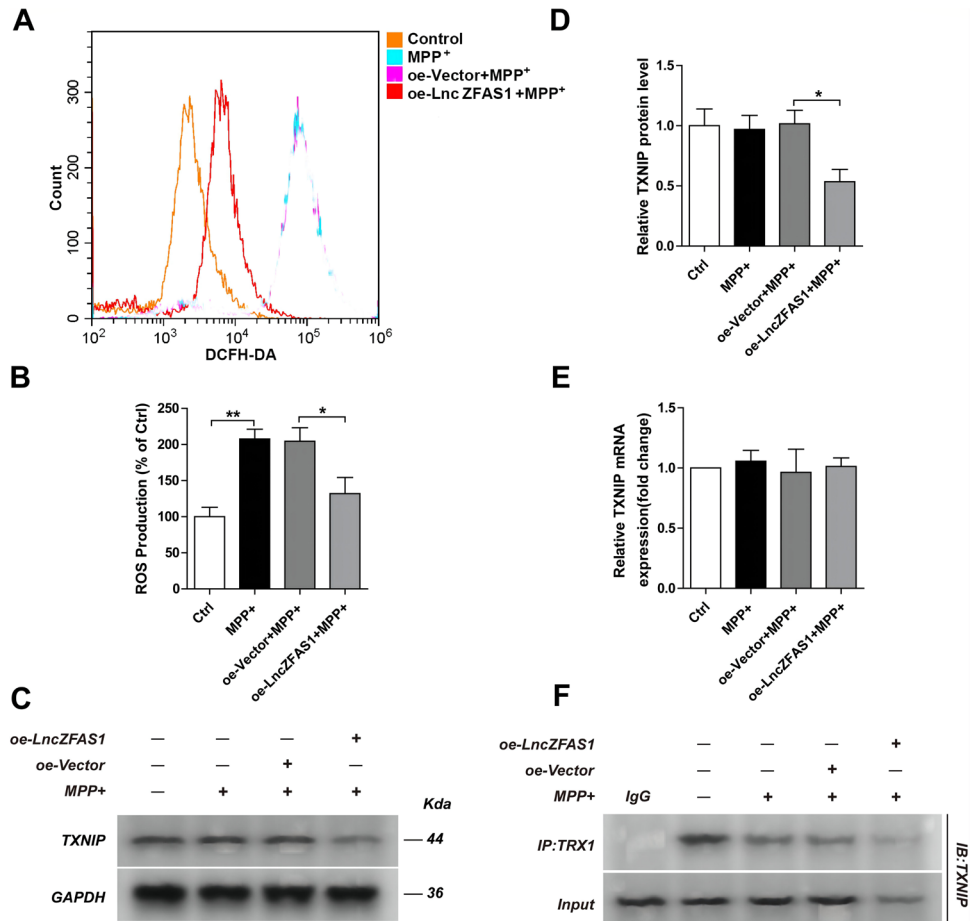 A
Control
MPP+
oe-Vector+MPP+
oe-Lnc ZFAS1 +MPP+
Count
300
200
100
0
10^2 10^3 10^4 10^5 10^6
DCFH-DA
B
ROS Production (% of Ctrl)
250
200
150
100
50
0
** *
Ctrl
MPP+
oe-Vector+MPP+
oe-LncZFAS1+MPP+
C
oe-LncZFAS1 — — — +
oe-Vector — — + —
MPP+ — + + + Kda
TXNIP — 44
GAPDH — 36
D
Relative TXNIP protein level
1.5
1.0
0.5
0.0
*
Ctrl
MPP+
oe-Vector+MPP+
oe-LncZFAS1+MPP+
E
Relative TXNIP mRNA
expression(fold change)
1.5
1.0
0.5
0.0
Ctrl
MPP+
oe-Vector+MPP+
oe-LncZFAS1+MPP+
F
oe-LncZFAS1 — — — +
oe-Vector — — + —
MPP+ IgG — + + +
IP:TRX1
Input
IB:TXNIP